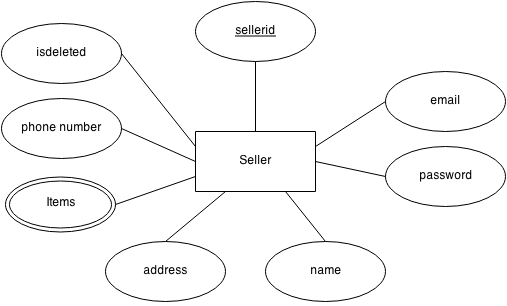 sellerid
isdeleted
email
phone number
Seller
password
Items
address
name